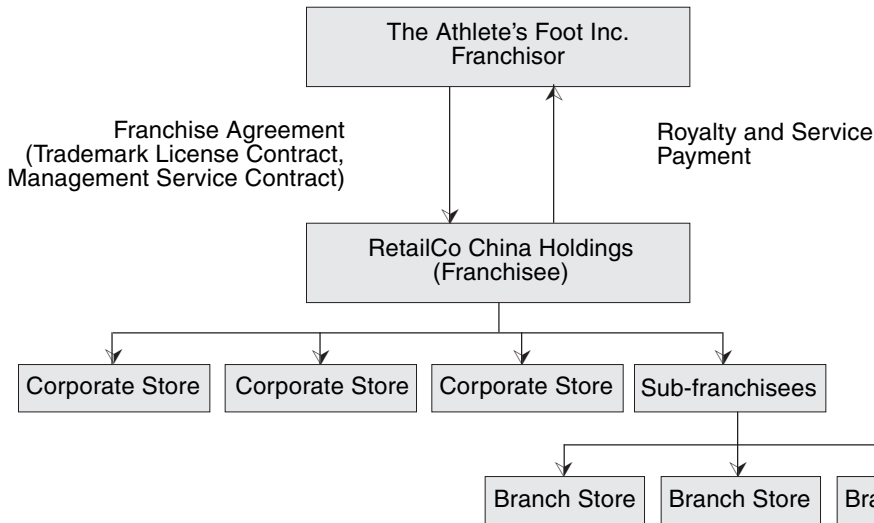 The Athlete's Foot Inc.
Franchisor
Franchise Agreement
(Trademark License Contract,
Management Service Contract)
Royalty and Service
Payment
RetailCo China Holdings
(Franchisee)
Corporate Store
Corporate Store
Corporate Store
Sub-franchisees
Branch Store
Branch Store